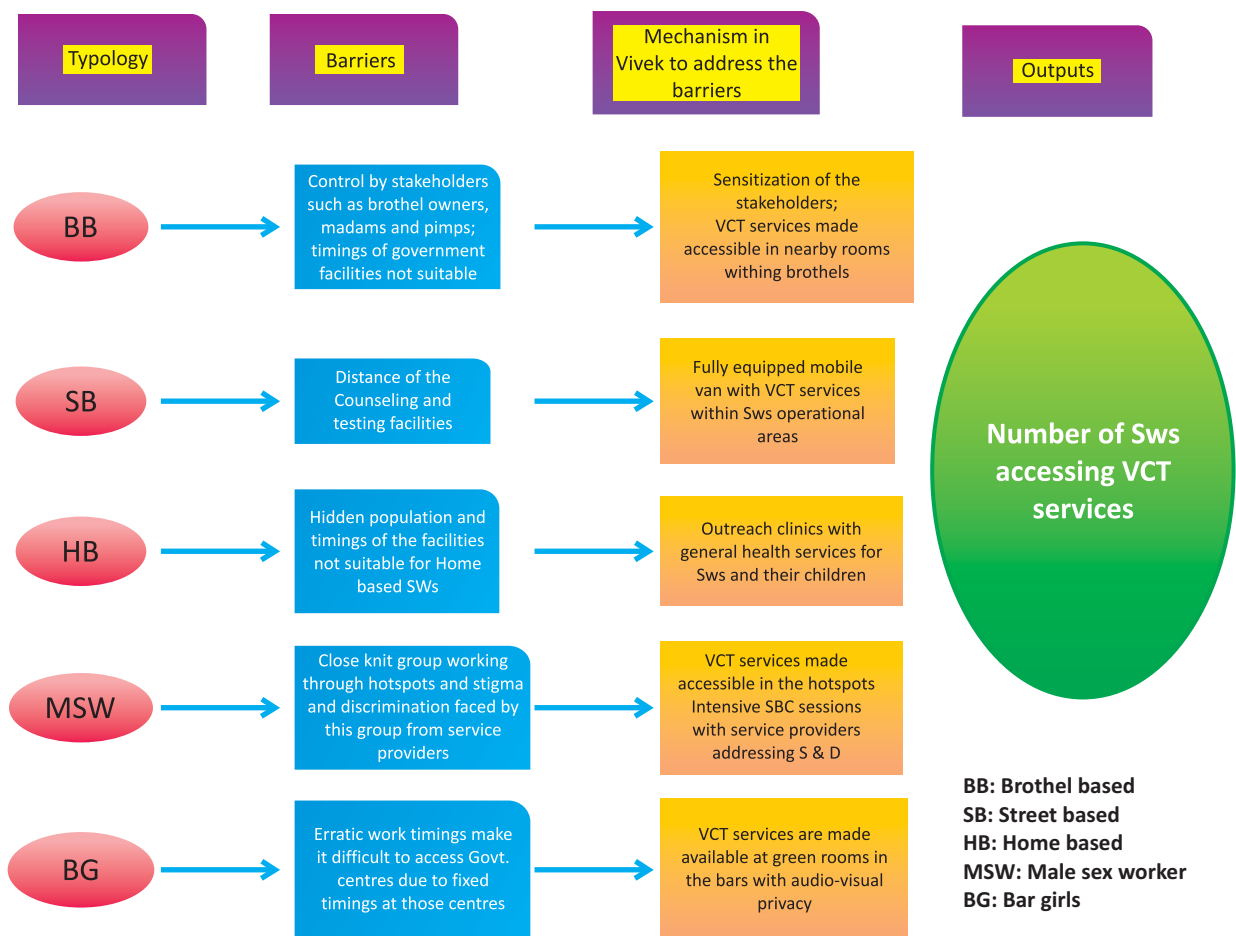 Typology
Barriers
Mechanism in
Vivek to address the
barriers
Outputs
BB
Control by stakeholders
such as brothel owners,
madams and pimps;
timings of government
facilities not suitable
Sensitization of the
stakeholders;
VCT services made
accessible in nearby rooms
withing brothels
SB
Distance of the
Counseling and
testing facilities
Fully equipped mobile
van with VCT services
within Sws operational
areas
HB
Hidden population and
timings of the facilities
not suitable for Home
based SWs
Outreach clinics with
general health services for
Sws and their children
MSW
Close knit group working
through hotspots and stigma
and discrimination faced by
this group from service
providers
VCT services made
accessible in the hotspots
Intensive SBC sessions
with service providers
addressing S & D
BG
Erratic work timings make
it difficult to access Govt.
centres due to fixed
timings at those centres
VCT services are made
available at green rooms in
the bars with audio-visual
privacy
Number of Sws
accessing VCT
services
BB: Brothel based
SB: Street based
HB: Home based
MSW: Male sex worker
BG: Bar girls